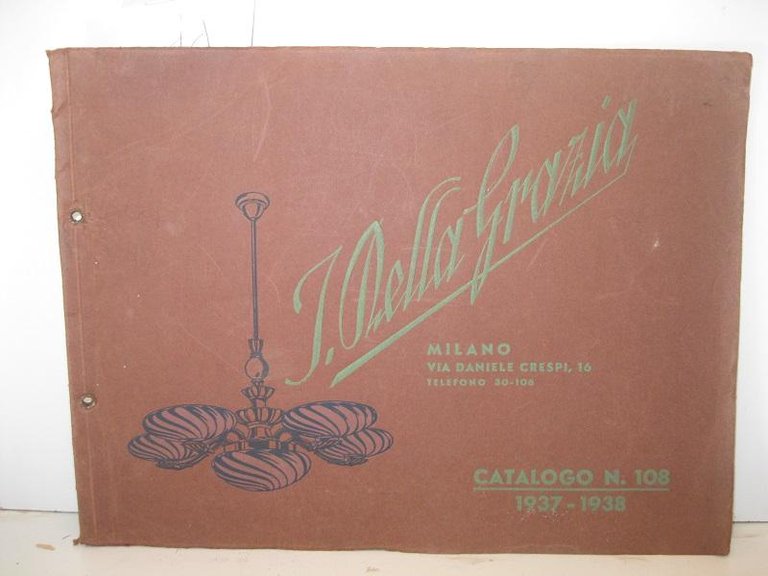 J. Della Grazia
MILANO
VIA DANIELE CRESPI, 16
TELEFONO 30-106
CATALOGO N. 108
1937-1938